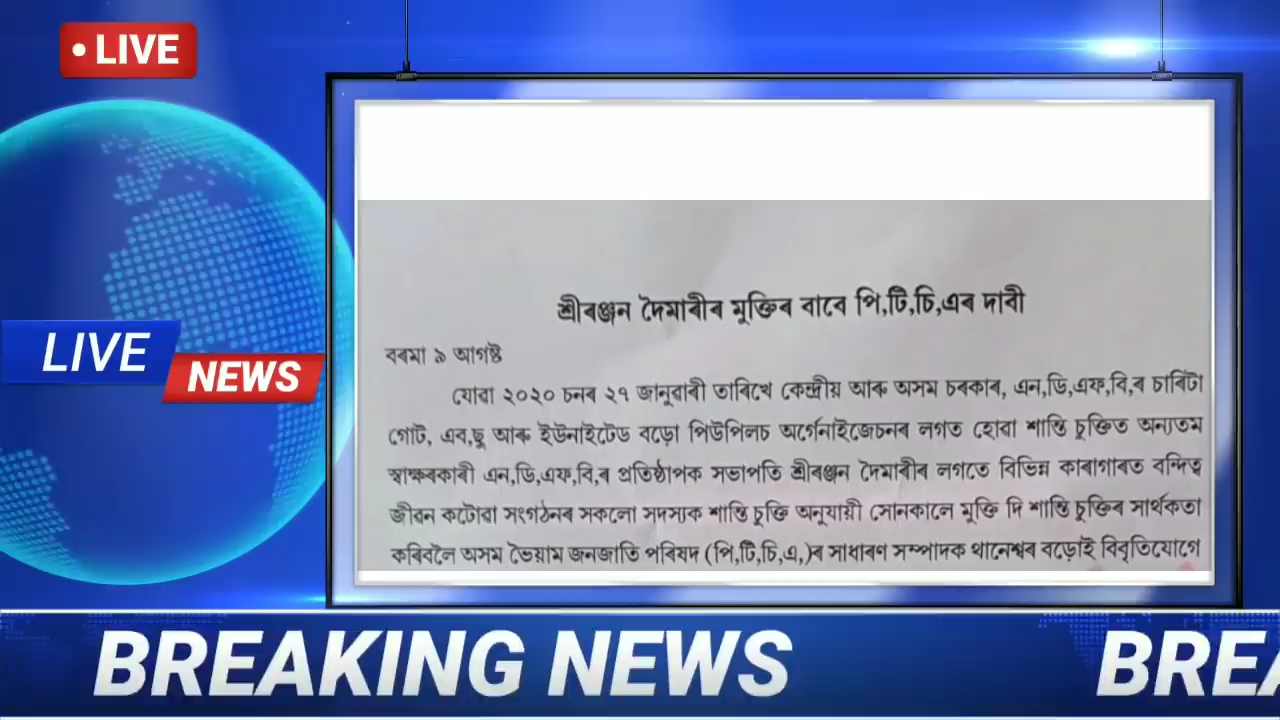 LIVE
শ্ৰীৰঞ্জন দৈমাৰীৰ মুক্তিৰ বাবে পি,টি,চি,এৰ দাবী
বৰমা ৯ আগষ্ট
যোৱা ২০২০ চনৰ ২৭ জানুৱাৰী তাৰিখে কেন্দ্ৰীয় আৰু অসম চৰকাৰ, এন,ডি,এফ,বি,ৰ চাৰিটা
গোট, এব,ছু আৰু ইউনাইটেড বড়ো পিউপিলচ অৰ্গেনাইজেচনৰ লগত হোৱা শান্তি চুক্তিত অন্যতম
স্বাক্ষৰকাৰী এন,ডি,এফ,বি,ৰ প্ৰতিষ্ঠাপক সভাপতি শ্ৰীৰঞ্জন দৈমাৰীৰ লগতে বিভিন্ন কাৰাগাৰত বন্দিত্ব
জীৱন কটোৱা সংগঠনৰ সকলো সদস্যক শান্তি চুক্তি অনুযায়ী সোনকালে মুক্তি দি শান্তি চুক্তিৰ সাৰ্থকতা
কৰিবলৈ অসম ভৈয়াম জনজাতি পৰিষদ (পি,টি,চি,এ,)ৰ সাধাৰণ সম্পাদক থানেশ্বৰ বড়োই বিবৃতিযোগে
LIVE
NEWS
BREAKING NEWS
BREA